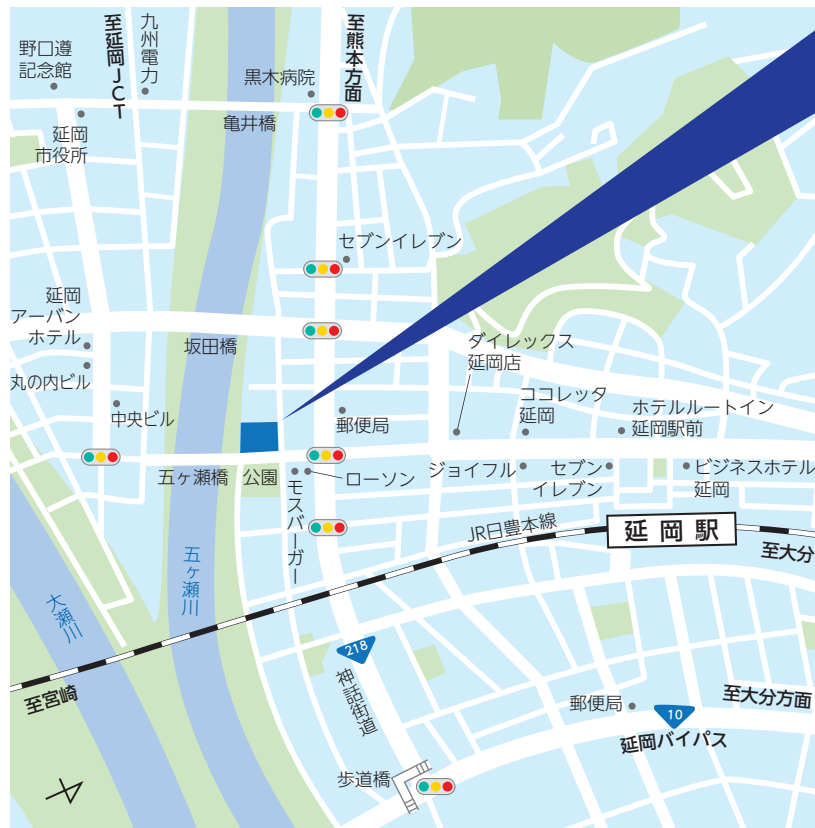 野口遵
記念館
至延岡JCT
九州電力
黒木病院
至熊本方面
亀井橋
延岡
市役所
セブンイレブン
延岡
アーバン
ホテル
丸の内ビル
坂田橋
ダイレックス
延岡店
中央ビル
郵便局
ココレッタ
延岡
ホテルルートイン
延岡駅前
五ヶ瀬橋
公園
モスバーガー
ローソン
ジョイフル
セブン
イレブン
ビジネスホテル
延岡
JR日豊本線
延岡駅
至大分
五ヶ瀬川
大瀬川
至宮崎
218
神話街道
郵便局
至大分方面
10
延岡バイパス
歩道橋